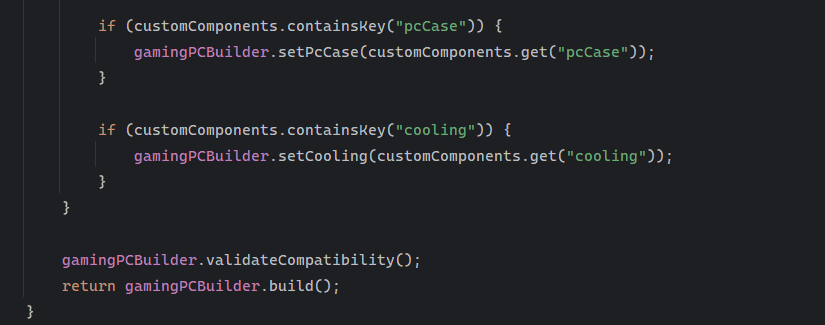 if (customComponents.containsKey("pcCase")) {
gamingPCBuilder.setPcCase(customComponents.get("pcCase"));
}
if (customComponents.containsKey("cooling")) {
gamingPCBuilder.setCooling(customComponents.get("cooling"));
}
}
gamingPCBuilder.validateCompatibility();
return gamingPCBuilder.build();
}